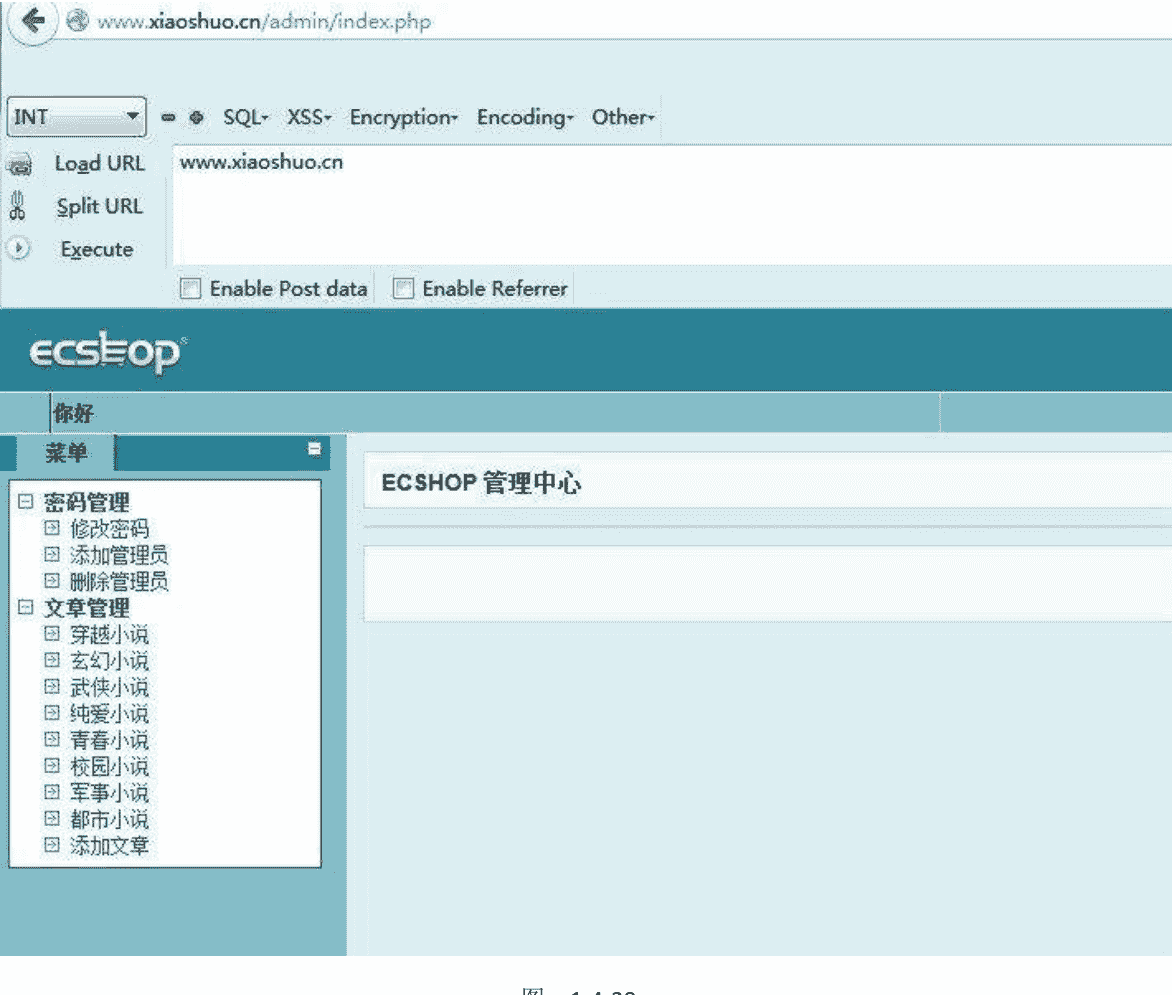 www.xiaoshuo.cn/admin/index.php
INT SQL XSS Encryption Encoding Other
Load URL www.xiaoshuo.cn
Split URL
Execute
Enable Post data Enable Referrer
ecshop
你好
菜单
ECSHOP 管理中心
密码管理
修改密码
添加管理员
删除管理员
文章管理
穿越小说
玄幻小说
武侠小说
纯爱小说
青春小说
校园小说
军事小说
都市小说
添加文章